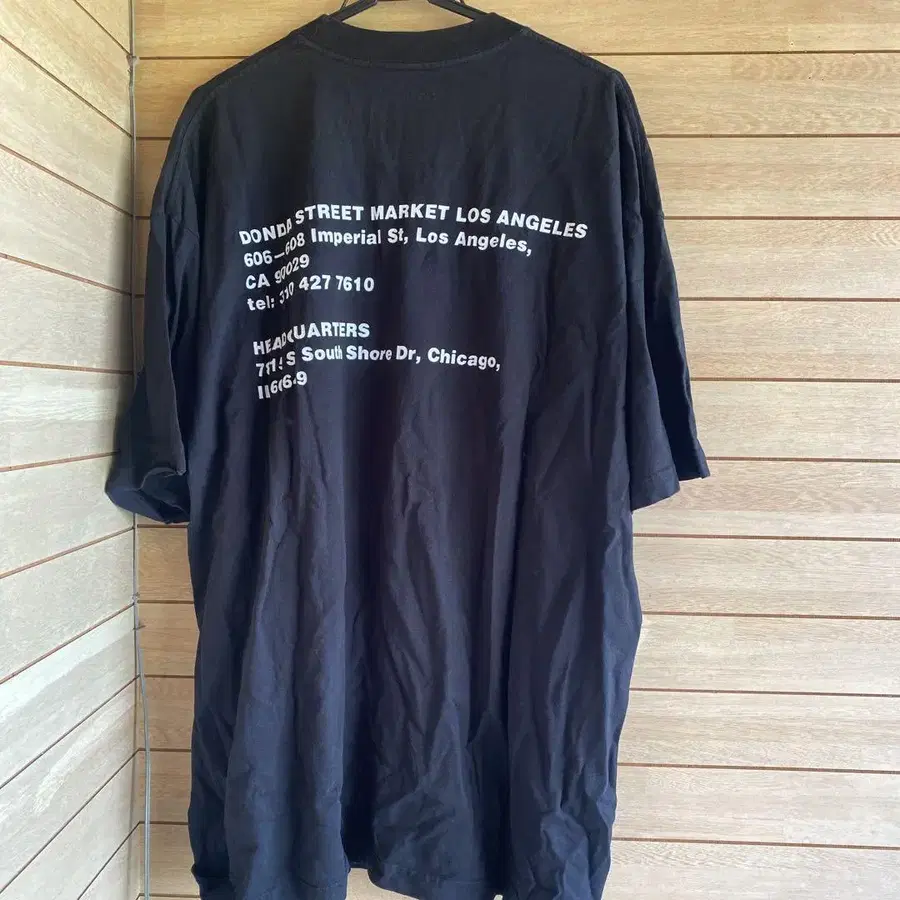 DONDA STREET MARKET LOS ANGELES
606–608 Imperial St, Los Angeles,
CA 90029
tel: 310 427 7610
HEADQUARTERS
S South Shore Dr, Chicago,